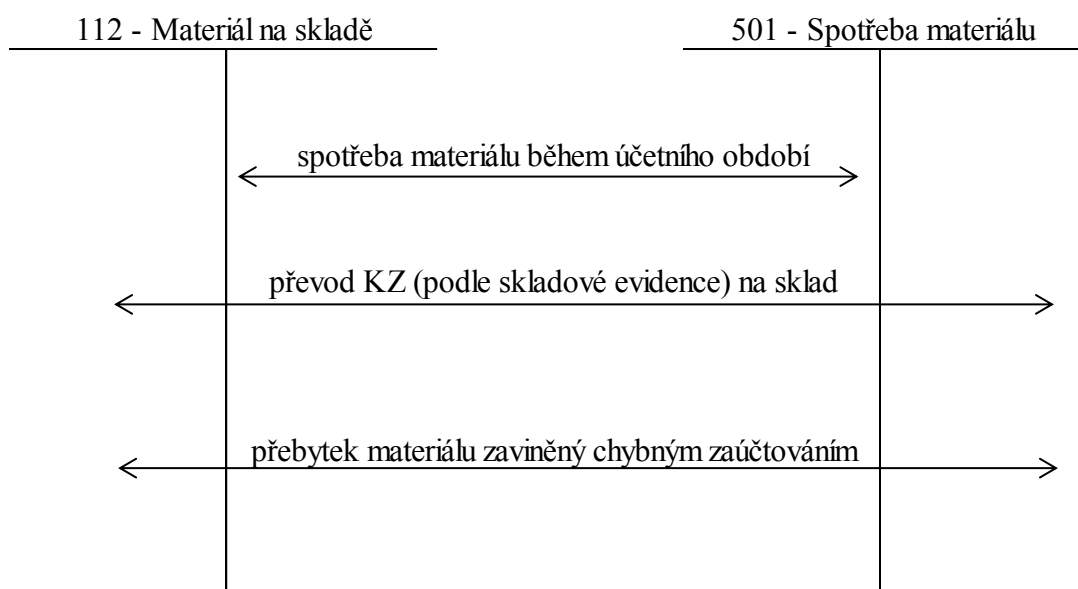 112 - Materiál na skladě
501 - Spotřeba materiálu
spotřeba materiálu během účetního období
převod KZ (podle skladové evidence) na sklad
přebytek materiálu zaviněný chybným zaúčtováním